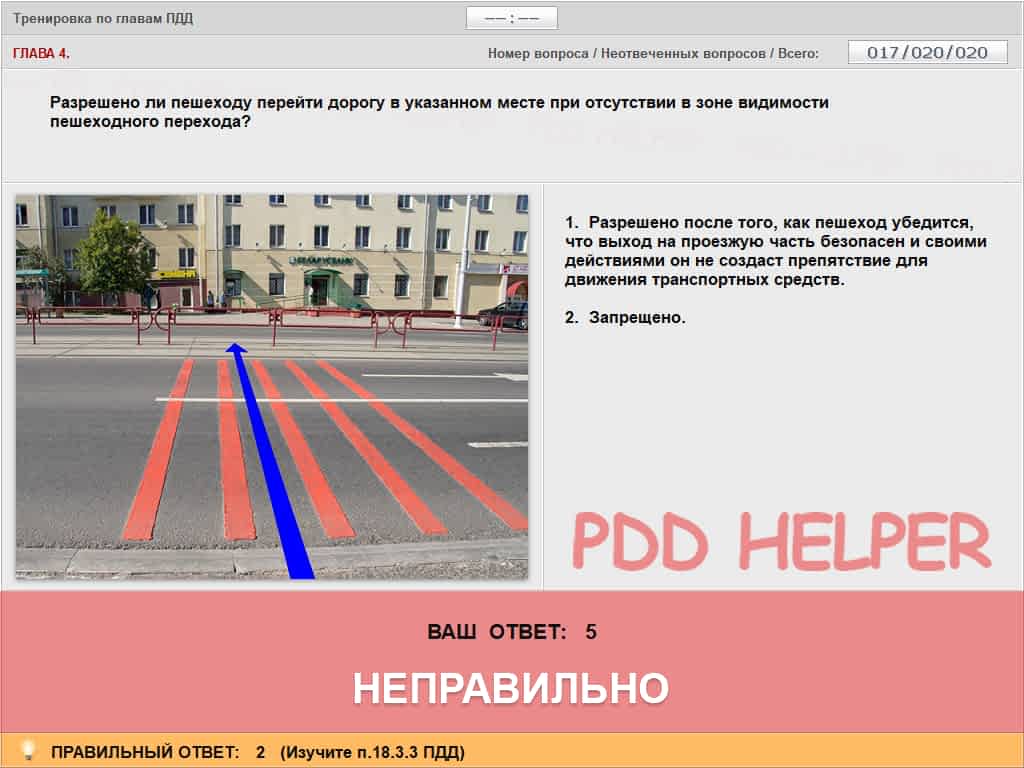 Тренировка по главам ПДД
–– : ––
ГЛАВА 4.
Номер вопроса / Неотвеченных вопросов / Всего:
017/020/020
Разрешено ли пешеходу перейти дорогу в указанном месте при отсутствии в зоне видимости
пешеходного перехода?
1. Разрешено после того, как пешеход убедится,
что выход на проезжую часть безопасен и своими
действиями он не создаст препятствие для
движения транспортных средств.
2. Запрещено.
СЕМЕНА
БЕЛАРУСБАНК
PDD HELPER
ВАШ ОТВЕТ: 5
НЕПРАВИЛЬНО
ПРАВИЛЬНЫЙ ОТВЕТ: 2 (Изучите п.18.3.3 ПДД)